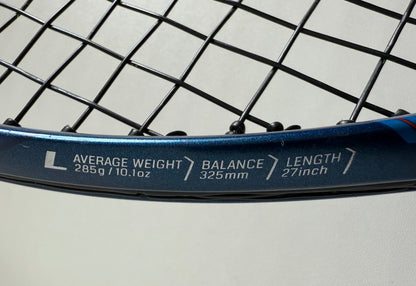 L AVERAGE WEIGHT BALANCE LENGTH
285g / 10.1oz 325mm 27inch